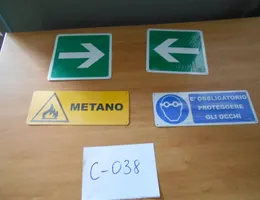 METANO
E' OBBLIGATORIO
PROTEGGERE
GLI OCCHI
C-038